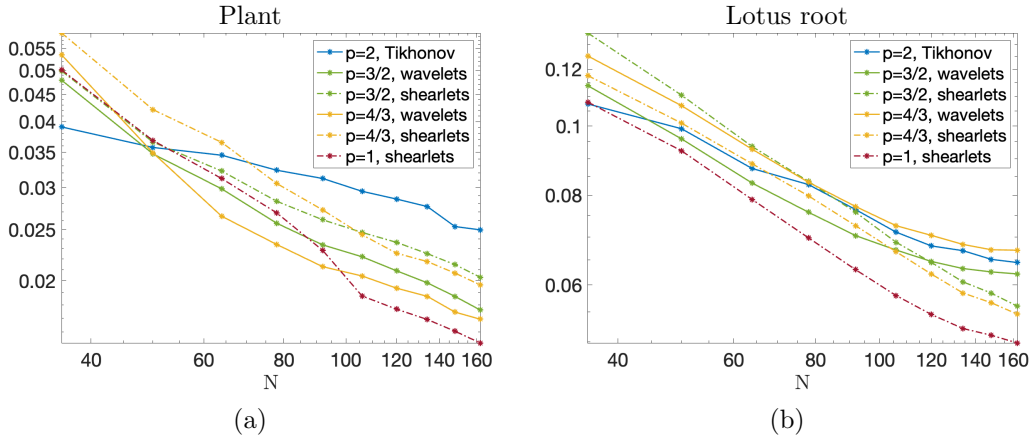 Plant
0.055
0.05
0.045
0.04
0.035
0.03
0.025
0.02
40 60 80 100 120 140 160
N
p=2, Tikhonov
p=3/2, wavelets
p=3/2, shearlets
p=4/3, wavelets
p=4/3, shearlets
p=1, shearlets
(a)
Lotus root
0.12
0.1
0.08
0.06
40 60 80 100 120 140 160
N
p=2, Tikhonov
p=3/2, wavelets
p=3/2, shearlets
p=4/3, wavelets
p=4/3, shearlets
p=1, shearlets
(b)